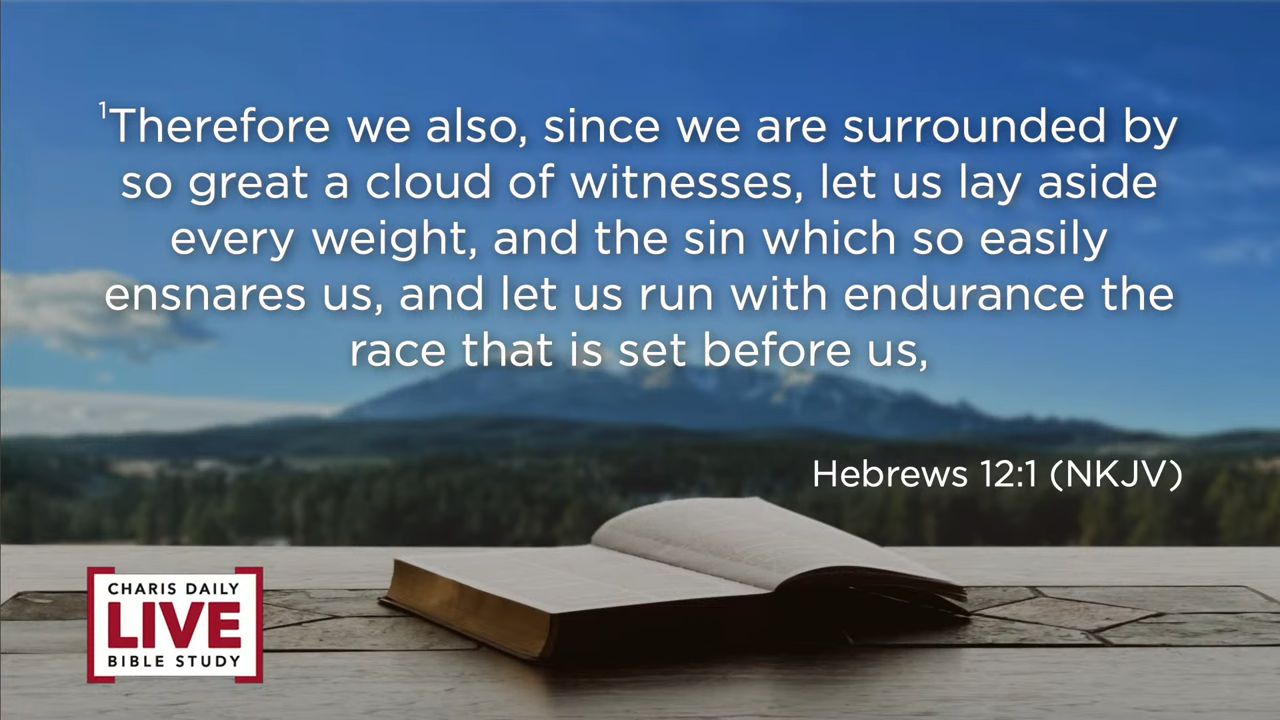 ¹Therefore we also, since we are surrounded by
so great a cloud of witnesses, let us lay aside
every weight, and the sin which so easily
ensnares us, and let us run with endurance the
race that is set before us,
Hebrews 12:1 (NKJV)
CHARIS DAILY
LIVE
BIBLE STUDY